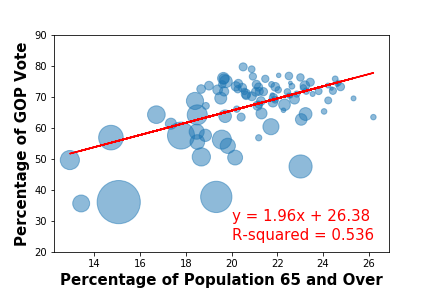 90
80
70
60
50
40
30
20
Percentage of GOP Vote
y = 1.96x + 26.38
R-squared = 0.536
14 16 18 20 22 24 26
Percentage of Population 65 and Over